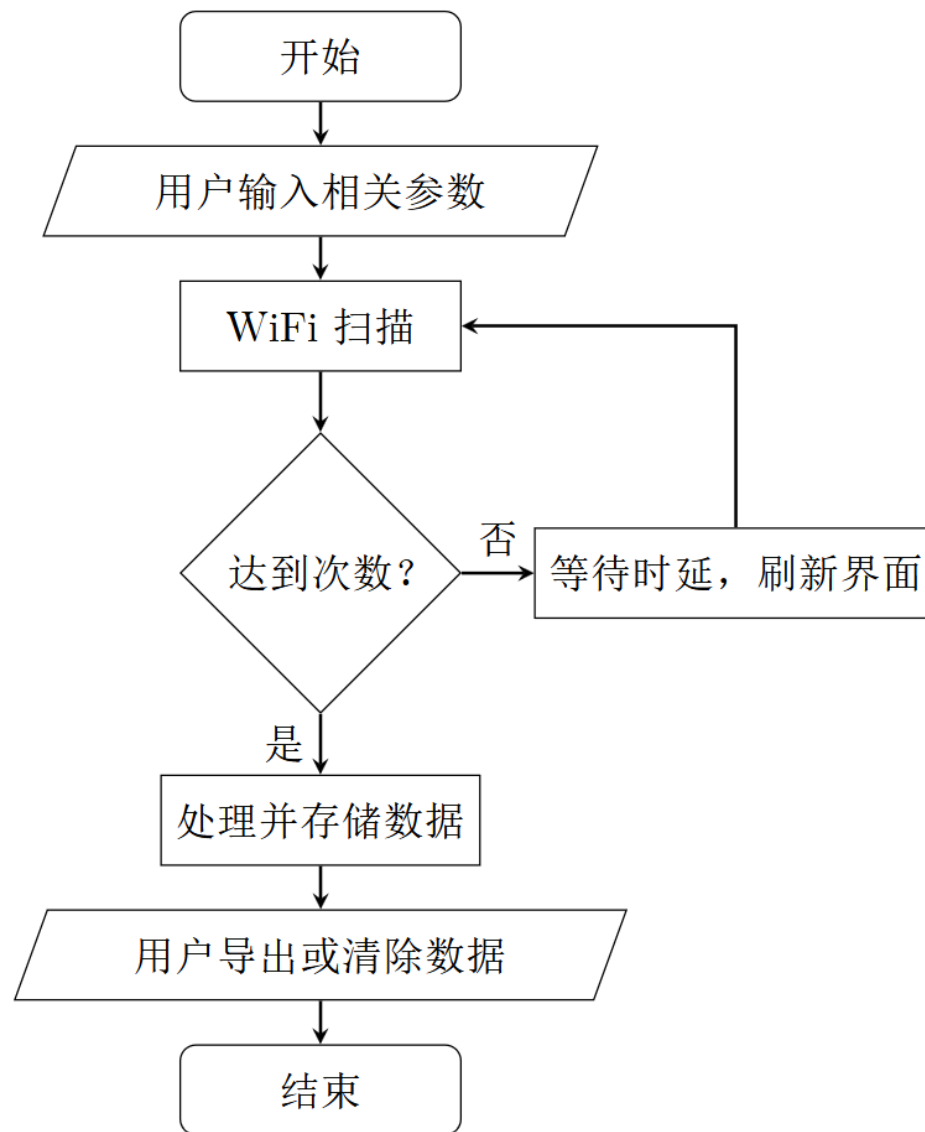 开始
用户输入相关参数
WiFi 扫描
达到次数？
否
等待时延，刷新界面
是
处理并存储数据
用户导出或清除数据
结束